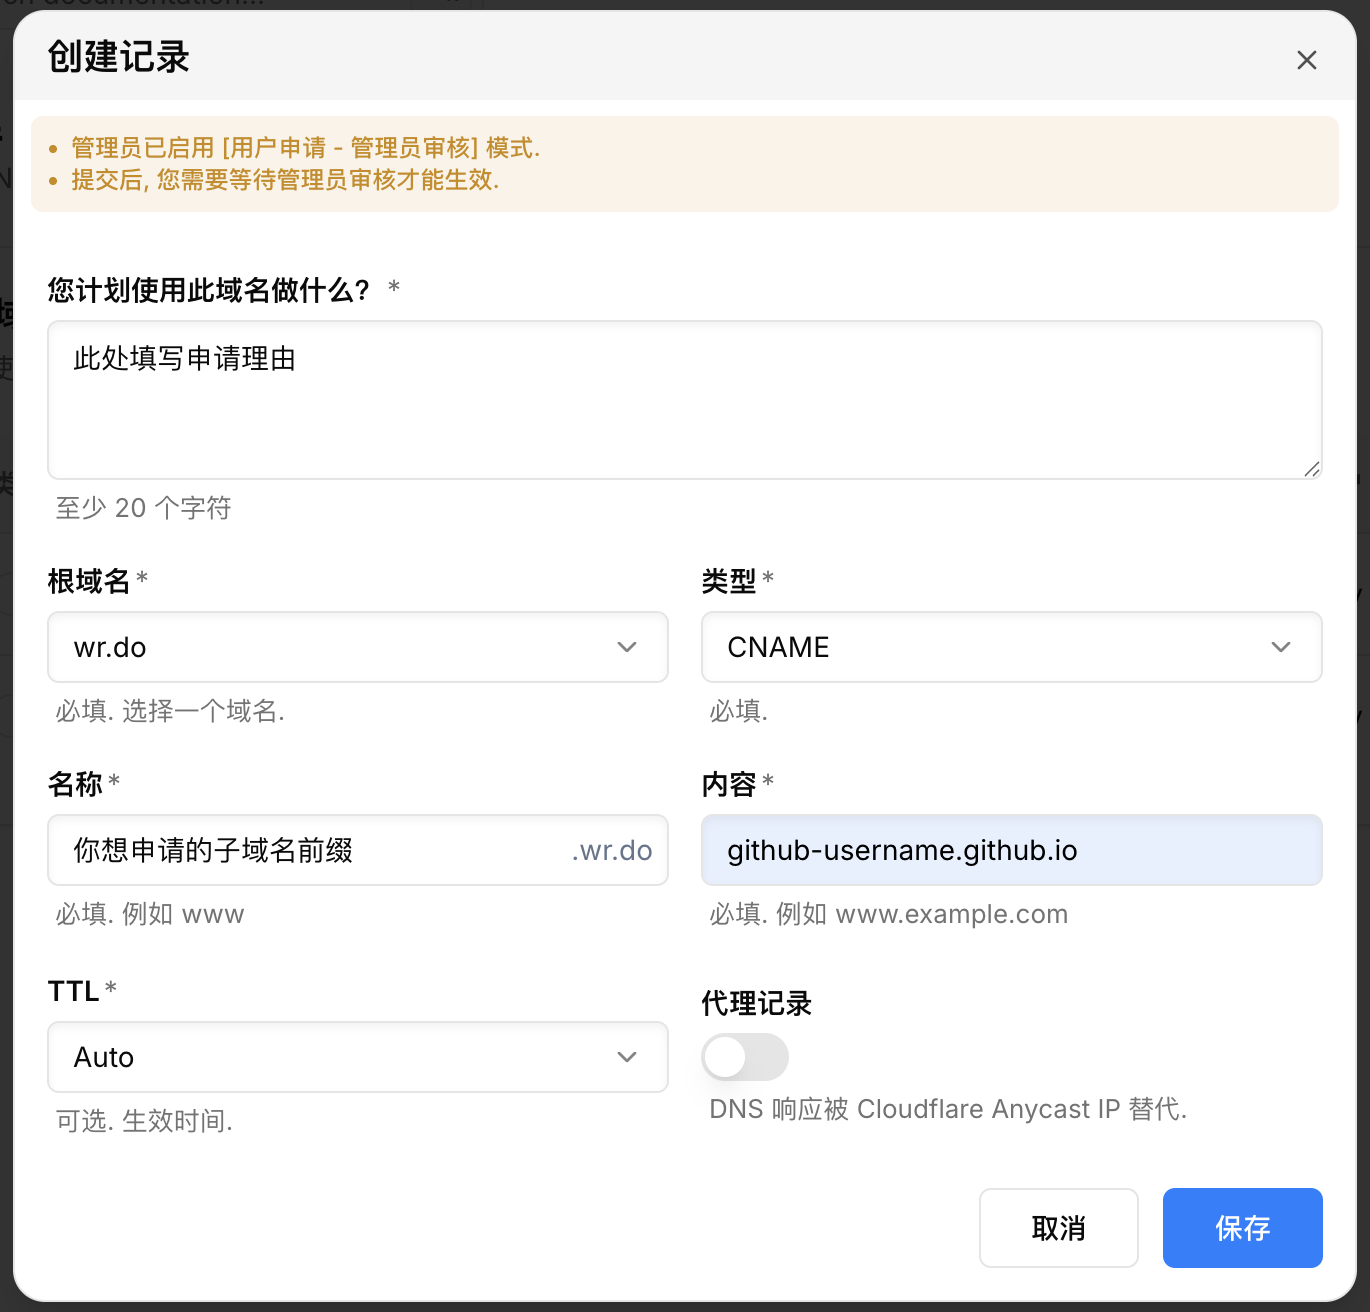 创建记录
管理员已启用 [用户申请 - 管理员审核] 模式.
提交后, 您需要等待管理员审核才能生效.
您计划使用此域名做什么? *
此处填写申请理由
至少 20 个字符
根域名 *
wr.do
必填. 选择一个域名.
类型 *
CNAME
必填.
名称 *
你想申请的子域名前缀 .wr.do
必填. 例如 www
内容 *
github-username.github.io
必填. 例如 www.example.com
TTL *
Auto
可选. 生效时间.
代理记录
DNS 响应被 Cloudflare Anycast IP 替代.
取消
保存